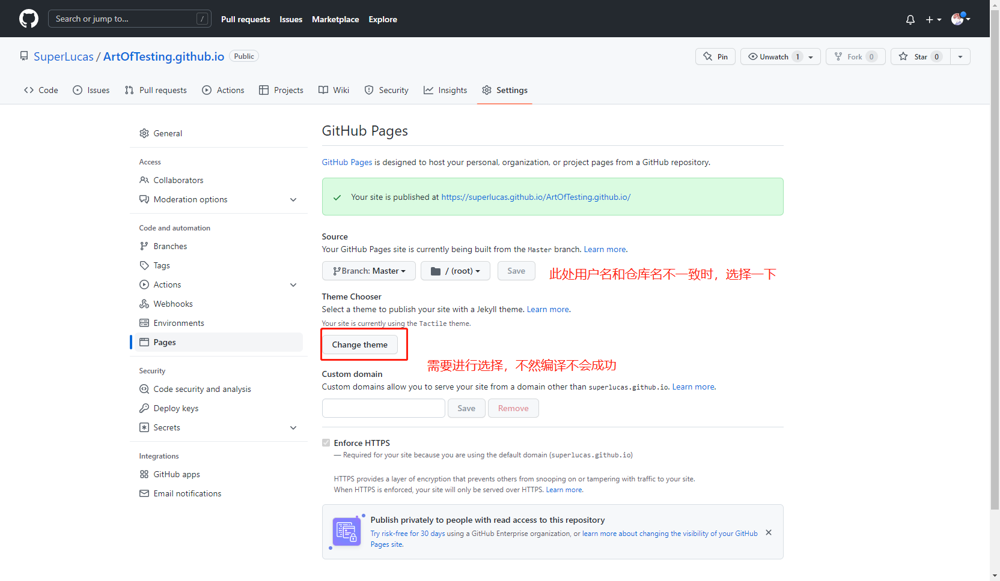 Search or jump to... /
Pull requests Issues Marketplace Explore
SuperLucas / ArtOfTesting.github.io Public
Pin Unwatch 1 Fork 0 Star 0
Code Issues Pull requests Actions Projects Wiki Security Insights Settings
General
Access
Collaborators
Moderation options
Code and automation
Branches
Tags
Actions
Webhooks
Environments
Pages
Security
Code security and analysis
Deploy keys
Secrets
Integrations
GitHub apps
Email notifications
GitHub Pages
GitHub Pages is designed to host your personal, organization, or project pages from a GitHub repository.
Your site is published at https://superlucas.github.io/ArtOfTesting.github.io/
Source
Your GitHub Pages site is currently being built from the Master branch. Learn more.
Branch: Master / (root) Save
此处用户名和仓库名不一致时，选择一下
Theme Chooser
Select a theme to publish your site with a Jekyll theme. Learn more.
Your site is currently using the Tactile theme.
Change theme
需要进行选择，不然编译不会成功
Custom domain
Custom domains allow you to serve your site from a domain other than superlucas.github.io. Learn more.
Save Remove
Enforce HTTPS
— Required for your site because you are using the default domain (superlucas.github.io)
HTTPS provides a layer of encryption that prevents others from snooping on or tampering with traffic to your site.
When HTTPS is enforced, your site will only be served over HTTPS. Learn more.
Publish privately to people with read access to this repository
Try risk-free for 30 days using a GitHub Enterprise organization, or learn more about changing the visibility of your GitHub
Pages site.